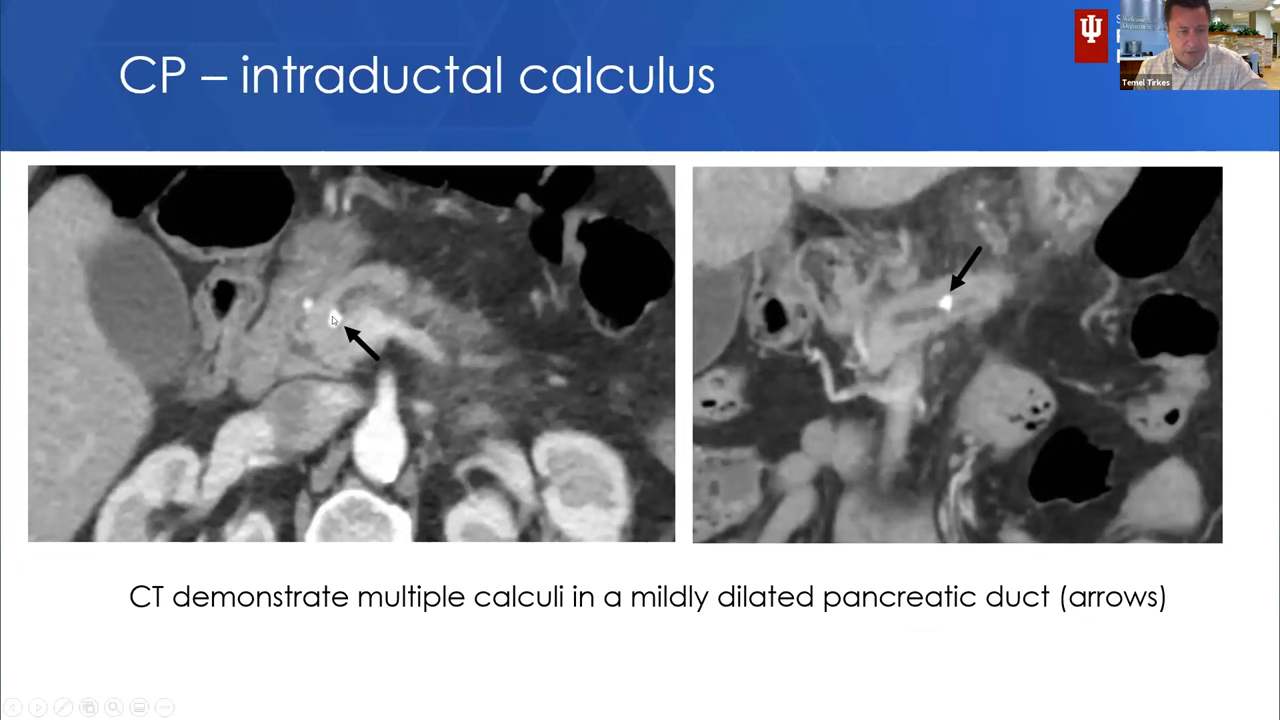 CP – intraductal calculus
Temel Tirkes
CT demonstrate multiple calculi in a mildly dilated pancreatic duct (arrows)